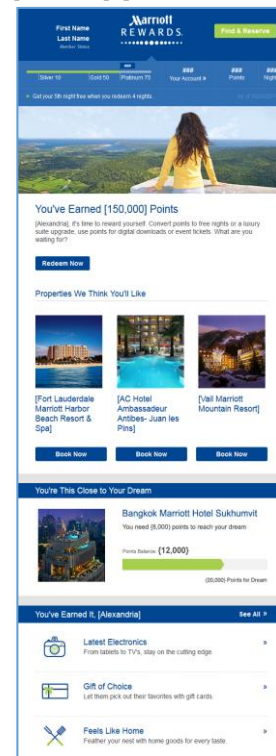 First Name
Last Name
Member Status
Marriott
REWARDS.
Find & Reserve
###
Silver 10
Gold 50
Platinum 75
###
Your Account »
###
Points
###
Nigh
Get your 5th night free when you redeem 4 nights.
You've Earned [150,000] Points
[Alexandria], it's time to reward yourself. Convert points to free nights or a luxury
suite upgrade, use points for digital downloads or event tickets. What are you
waiting for?
Redeem Now
Properties We Think You'll Like
[Fort Lauderdale
Marriott Harbor
Beach Resort &
Spa]
[AC Hotel
Ambassadeur
Antibes- Juan les
Pins]
[Vail Marriott
Mountain Resort]
Book Now
Book Now
Book Now
You're This Close to Your Dream
Bangkok Marriott Hotel Sukhumvit
You need {8,000} points to reach your dream
Points Balance: {12,000}
{20,000} Points for Dream
You've Earned It, [Alexandria]
See All »
Latest Electronics
From tablets to TV's, stay on the cutting edge.
»
Gift of Choice
Let them pick out their favorites with gift cards.
»
Feels Like Home
Feather your nest with home goods for every taste.
»